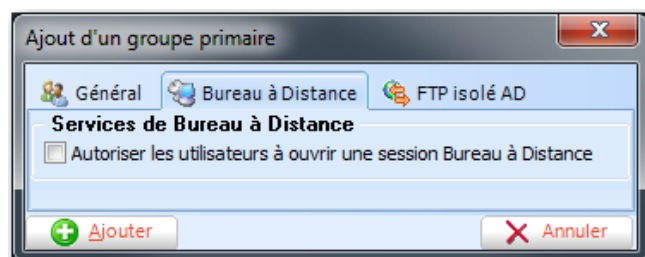 Ajout d'un groupe primaire
Général Bureau à Distance FTP isolé AD
Services de Bureau à Distance
Autoriser les utilisateurs à ouvrir une session Bureau à Distance
Ajouter Annuler